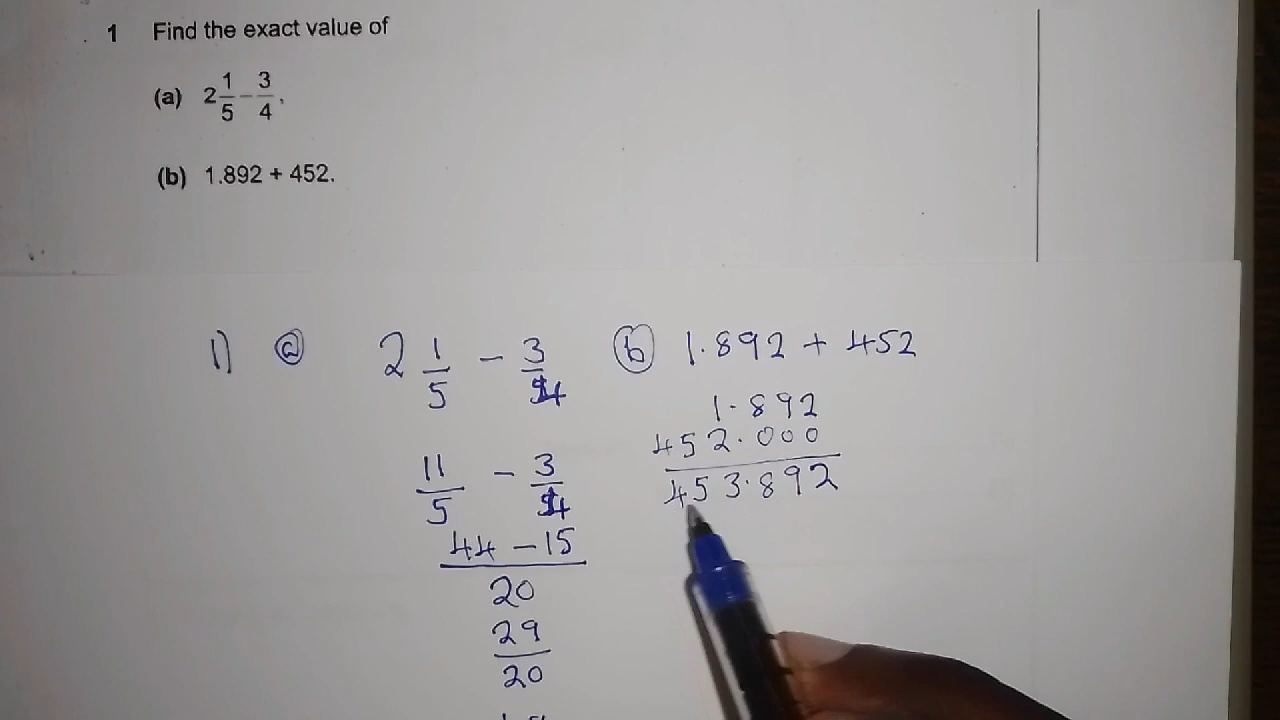 1 Find the exact value of
(a) 2 1/5 − 3/4,
(b) 1.892 + 452.
1) (a) 2 1/5 − 3/4
11/5 − 3/4
44 − 15
20
29
20
(b) 1.892 + 452
1.892
452.000
453.892